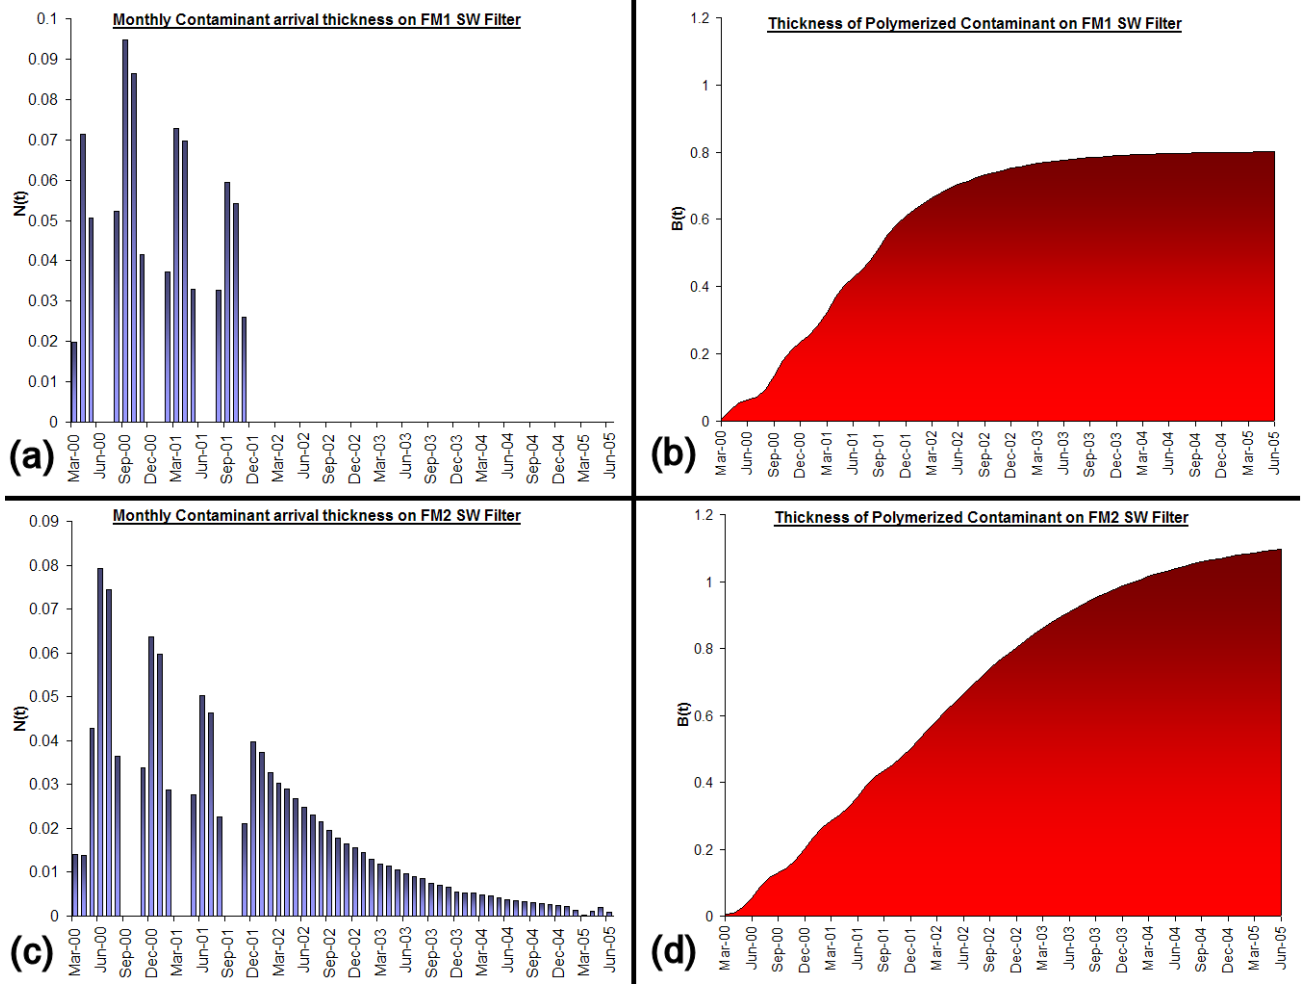 Monthly Contaminant arrival thickness on FM1 SW Filter
0.1
0.09
0.08
0.07
0.06
0.05
0.04
0.03
0.02
0.01
0
N(t)
Mar-00
Jun-00
Sep-00
Dec-00
Mar-01
Jun-01
Sep-01
Dec-01
Mar-02
Jun-02
Sep-02
Dec-02
Mar-03
Jun-03
Sep-03
Dec-03
Mar-04
Jun-04
Sep-04
Dec-04
Mar-05
Jun-05
(a)
Thickness of Polymerized Contaminant on FM1 SW Filter
1.2
1
0.8
0.6
0.4
0.2
0
B(t)
Mar-00
Jun-00
Sep-00
Dec-00
Mar-01
Jun-01
Sep-01
Dec-01
Mar-02
Jun-02
Sep-02
Dec-02
Mar-03
Jun-03
Sep-03
Dec-03
Mar-04
Jun-04
Sep-04
Dec-04
Mar-05
Jun-05
(b)
Monthly Contaminant arrival thickness on FM2 SW Filter
0.09
0.08
0.07
0.06
0.05
0.04
0.03
0.02
0.01
0
N(t)
Mar-00
Jun-00
Sep-00
Dec-00
Mar-01
Jun-01
Sep-01
Dec-01
Mar-02
Jun-02
Sep-02
Dec-02
Mar-03
Jun-03
Sep-03
Dec-03
Mar-04
Jun-04
Sep-04
Dec-04
Mar-05
Jun-05
(c)
Thickness of Polymerized Contaminant on FM2 SW Filter
1.2
1
0.8
0.6
0.4
0.2
0
B(t)
Mar-00
Jun-00
Sep-00
Dec-00
Mar-01
Jun-01
Sep-01
Dec-01
Mar-02
Jun-02
Sep-02
Dec-02
Mar-03
Jun-03
Sep-03
Dec-03
Mar-04
Jun-04
Sep-04
Dec-04
Mar-05
Jun-05
(d)